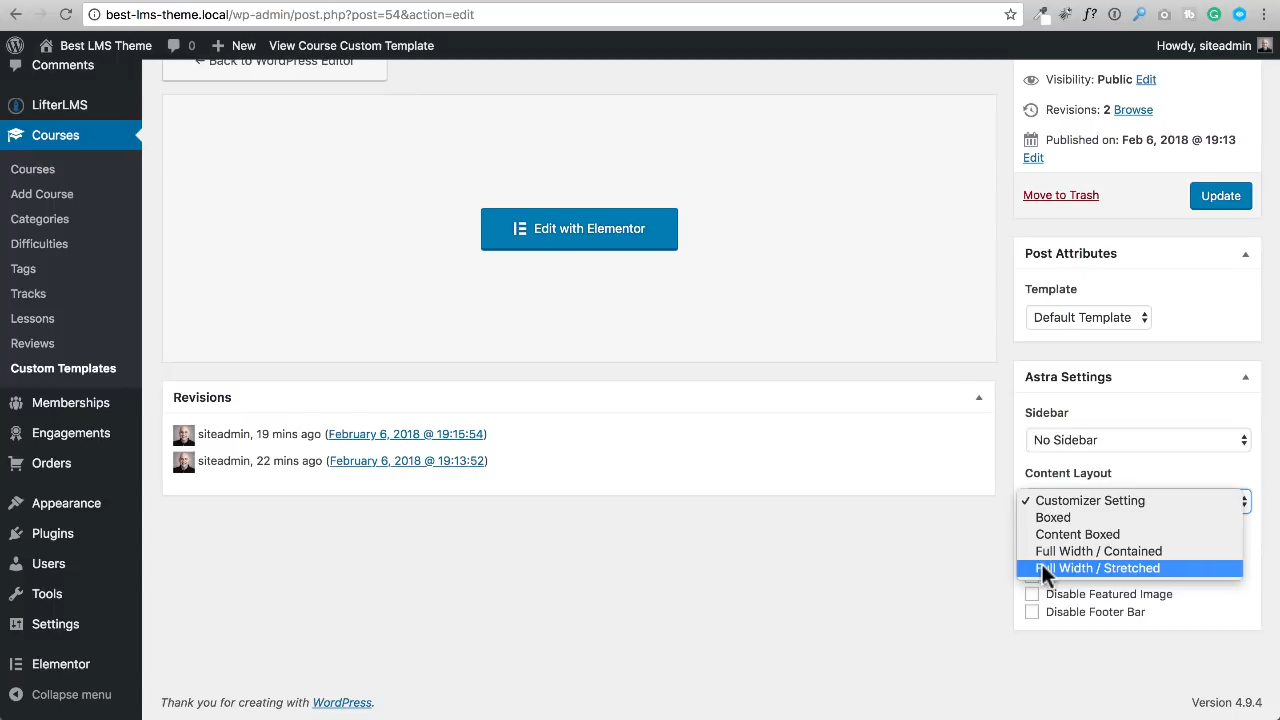 best-lms-theme.local/wp-admin/post.php?post=54&action=edit
Best LMS Theme 0 New View Course Custom Template Howdy, siteadmin
Comments
LifterLMS
Courses
Courses
Add Course
Categories
Difficulties
Tags
Tracks
Lessons
Reviews
Custom Templates
Memberships
Engagements
Orders
Appearance
Plugins
Users
Tools
Settings
Elementor
Collapse menu
← Back to WordPress Editor
Edit with Elementor
Revisions
siteadmin, 19 mins ago (February 6, 2018 @ 19:15:54)
siteadmin, 22 mins ago (February 6, 2018 @ 19:13:52)
Visibility: Public Edit
Revisions: 2 Browse
Published on: Feb 6, 2018 @ 19:13
Edit
Move to Trash Update
Post Attributes
Template
Default Template
Astra Settings
Sidebar
No Sidebar
Content Layout
✓ Customizer Setting
Boxed
Content Boxed
Full Width / Contained
Full Width / Stretched
Disable Featured Image
Disable Footer Bar
Thank you for creating with WordPress. Version 4.9.4